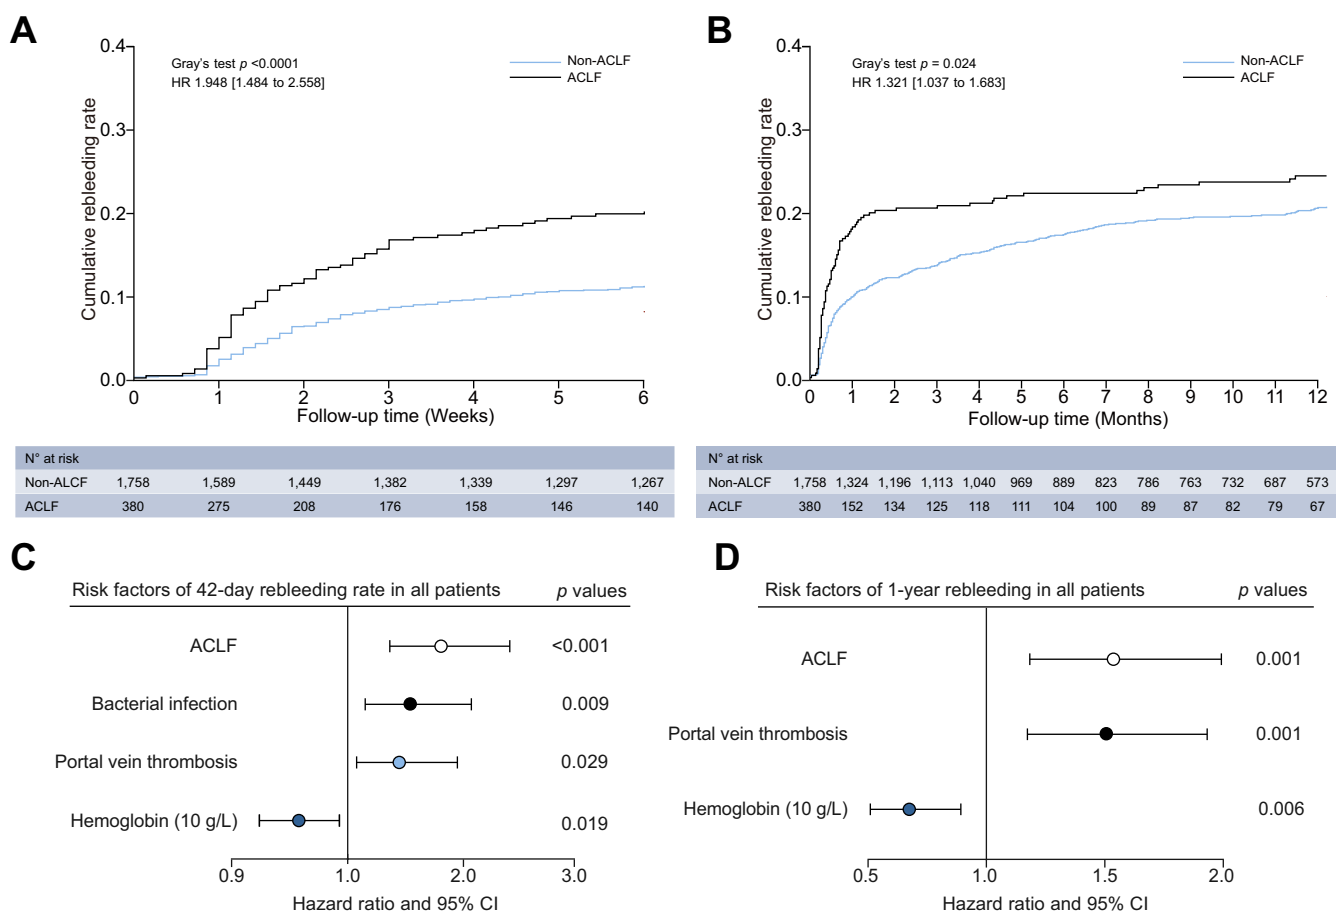 A
0.4
0.3
0.2
0.1
0.0
Cumulative rebleeding rate
Gray's test p <0.0001
HR 1.948 [1.484 to 2.558]
Non-ACLF
ACLF
0 1 2 3 4 5 6
Follow-up time (Weeks)
N° at risk
Non-ALCF 1,758 1,589 1,449 1,382 1,339 1,297 1,267
ACLF 380 275 208 176 158 146 140
B
0.4
0.3
0.2
0.1
0.0
Cumulative rebleeding rate
Gray's test p = 0.024
HR 1.321 [1.037 to 1.683]
Non-ACLF
ACLF
0 1 2 3 4 5 6 7 8 9 10 11 12
Follow-up time (Months)
N° at risk
Non-ALCF 1,758 1,324 1,196 1,113 1,040 969 889 823 786 763 732 687 573
ACLF 380 152 134 125 118 111 104 100 89 87 82 79 67
C
Risk factors of 42-day rebleeding rate in all patients p values
ACLF <0.001
Bacterial infection 0.009
Portal vein thrombosis 0.029
Hemoglobin (10 g/L) 0.019
0.9 1.0 2.0 3.0
Hazard ratio and 95% CI
D
Risk factors of 1-year rebleeding in all patients p values
ACLF 0.001
Portal vein thrombosis 0.001
Hemoglobin (10 g/L) 0.006
0.5 1.0 1.5 2.0
Hazard ratio and 95% CI